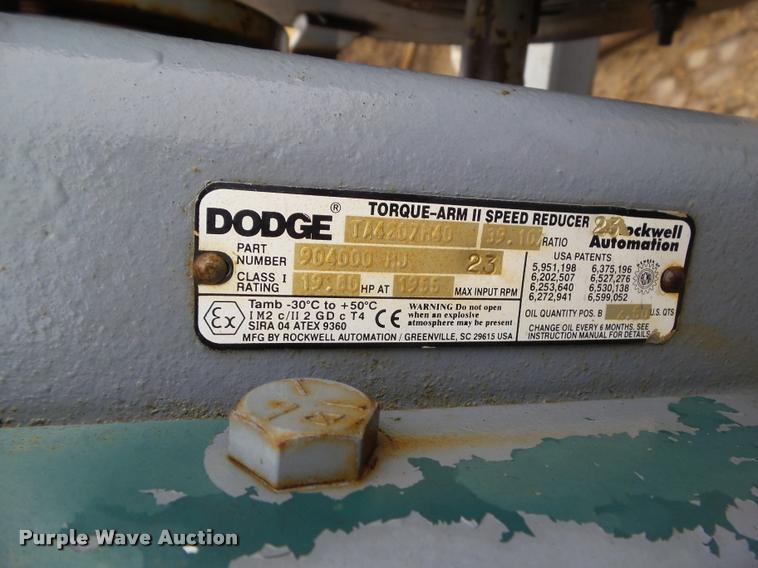 DODGE ® TORQUE-ARM II SPEED REDUCER 23 Rockwell Automation
TA4207H40 39.10 RATIO
PART NUMBER 904000 23
CLASS I RATING HP AT 1955 MAX INPUT RPM
USA PATENTS
5,951,198 6,375,196
6,202,507 6,527,276
6,253,640 6,530,138
6,272,941 6,599,052
Ex Tamb -30°C to +50°C
I M2 c/II 2 GD c T4
SIRA 04 ATEX 9360
CE WARNING Do not open
when an explosive
atmosphere may be present
MFG BY ROCKWELL AUTOMATION / GREENVILLE, SC 29615 USA
OIL QUANTITY POS. B U.S. QTS
CHANGE OIL EVERY 6 MONTHS. SEE
INSTRUCTION MANUAL FOR DETAILS.
Purple Wave Auction